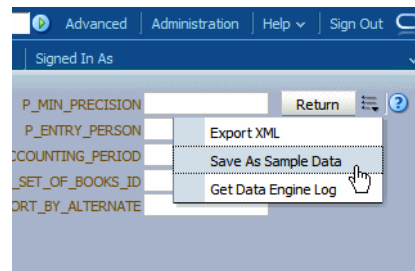 Advanced Administration Help Sign Out
Signed In As
P_MIN_PRECISION Return
P_ENTRY_PERSON Export XML
CCOUNTING_PERIOD Save As Sample Data
_SET_OF_BOOKS_ID Get Data Engine Log
ORT_BY_ALTERNATE